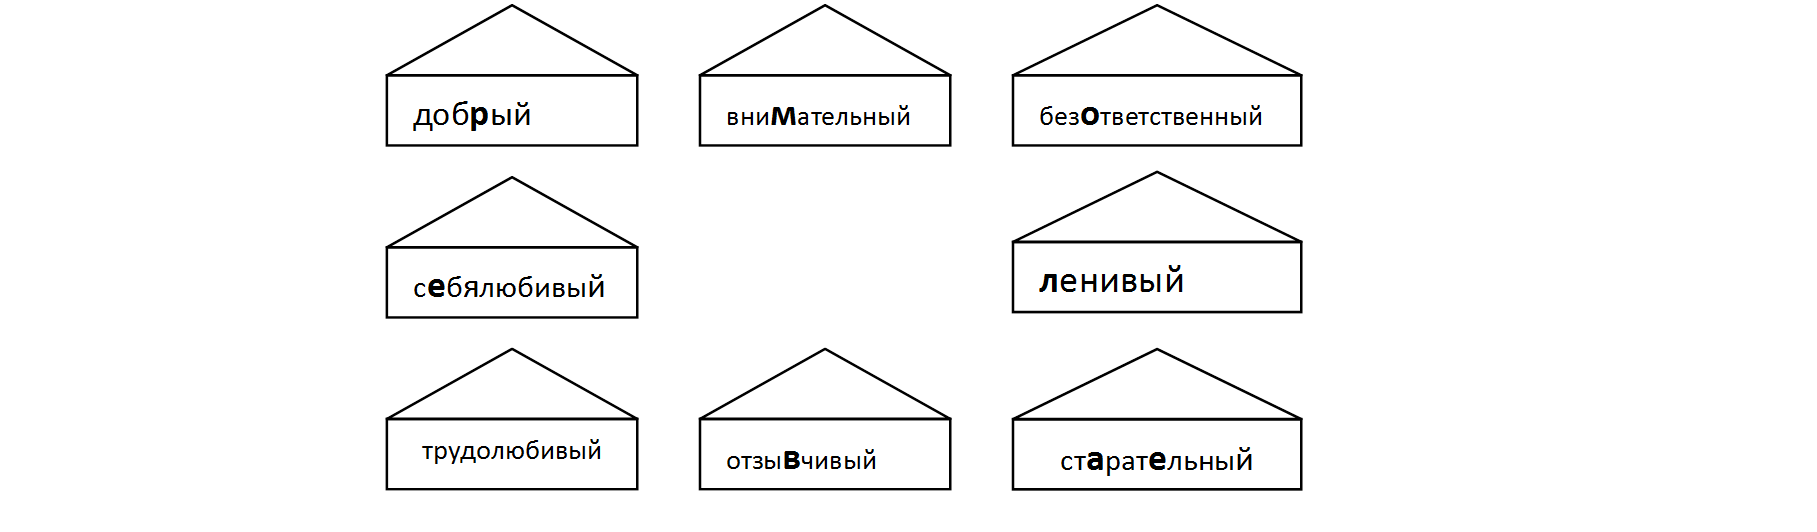 добрый
внимательный
безответственный
себялюбивый
ленивый
трудолюбивый
отзывчивый
старательный